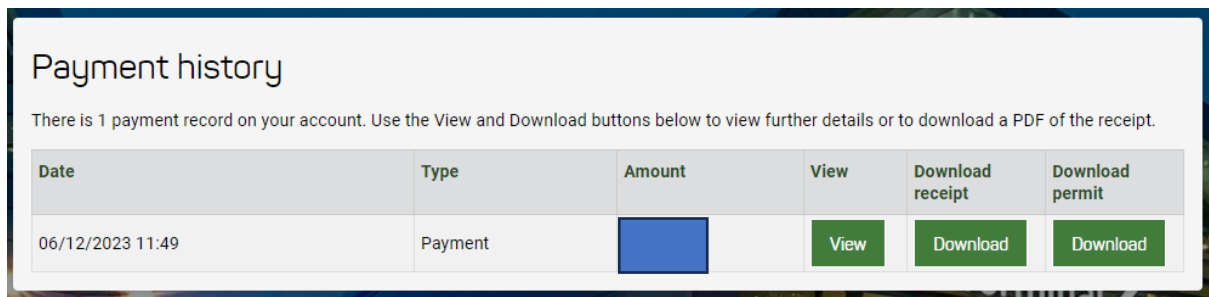 Payment history
There is 1 payment record on your account. Use the View and Download buttons below to view further details or to download a PDF of the receipt.
Date Type Amount View Download receipt Download permit
06/12/2023 11:49 Payment View Download Download